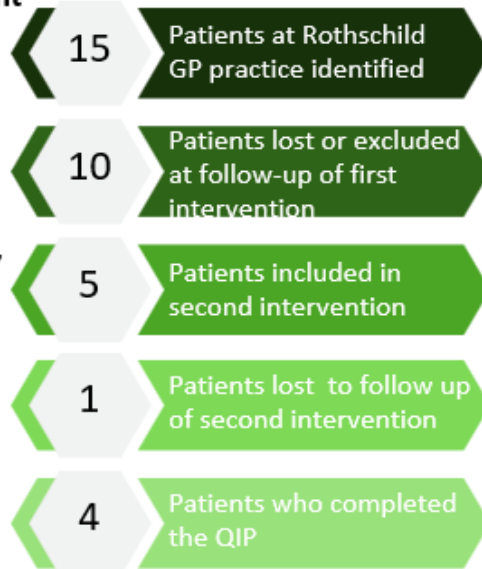 15
Patients at Rothschild
GP practice identified
10
Patients lost or excluded
at follow-up of first
intervention
5
Patients included in
second intervention
1
Patients lost to follow up
of second intervention
4
Patients who completed
the QIP